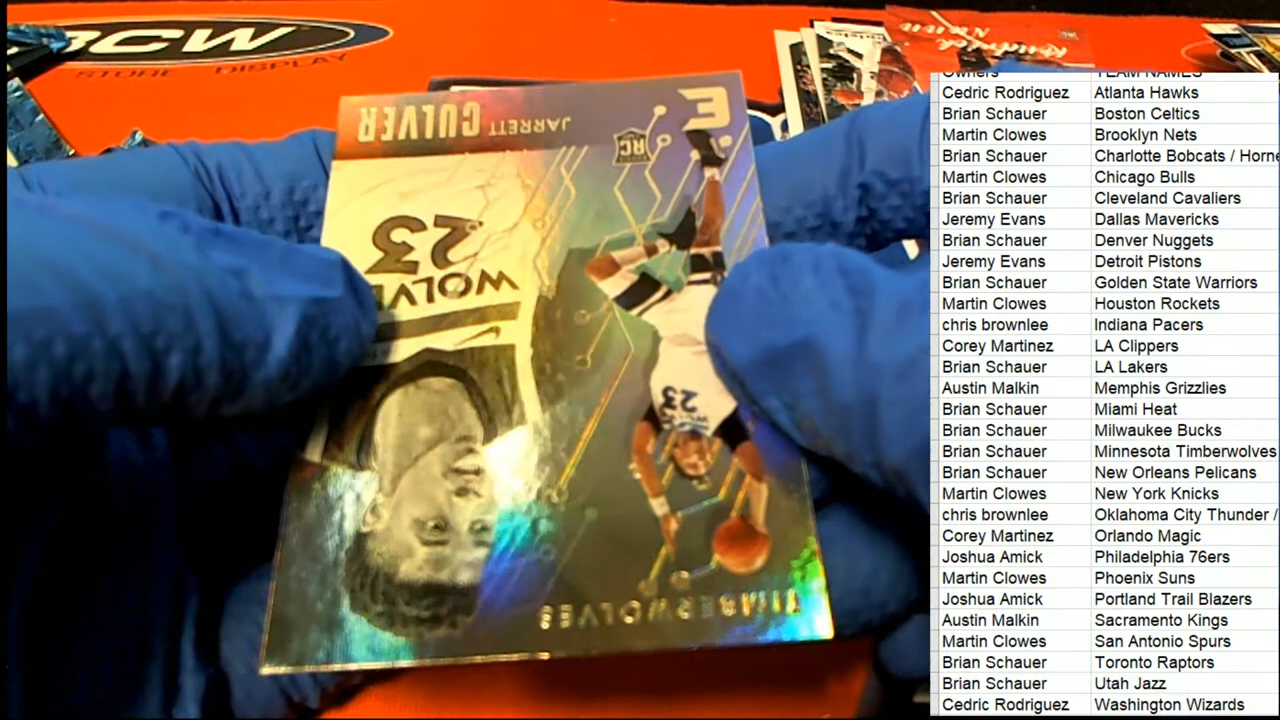 BCW
STORE DISPLAY
JARRETT CULVER
RC
E
WOLVE
23
23
TIMBERWOLVES
Owners TEAM NAMES
Cedric Rodriguez Atlanta Hawks
Brian Schauer Boston Celtics
Martin Clowes Brooklyn Nets
Brian Schauer Charlotte Bobcats / Horne
Martin Clowes Chicago Bulls
Brian Schauer Cleveland Cavaliers
Jeremy Evans Dallas Mavericks
Brian Schauer Denver Nuggets
Jeremy Evans Detroit Pistons
Brian Schauer Golden State Warriors
Martin Clowes Houston Rockets
chris brownlee Indiana Pacers
Corey Martinez LA Clippers
Brian Schauer LA Lakers
Austin Malkin Memphis Grizzlies
Brian Schauer Miami Heat
Brian Schauer Milwaukee Bucks
Brian Schauer Minnesota Timberwolves
Brian Schauer New Orleans Pelicans
Martin Clowes New York Knicks
chris brownlee Oklahoma City Thunder /
Corey Martinez Orlando Magic
Joshua Amick Philadelphia 76ers
Martin Clowes Phoenix Suns
Joshua Amick Portland Trail Blazers
Austin Malkin Sacramento Kings
Martin Clowes San Antonio Spurs
Brian Schauer Toronto Raptors
Brian Schauer Utah Jazz
Cedric Rodriguez Washington Wizards